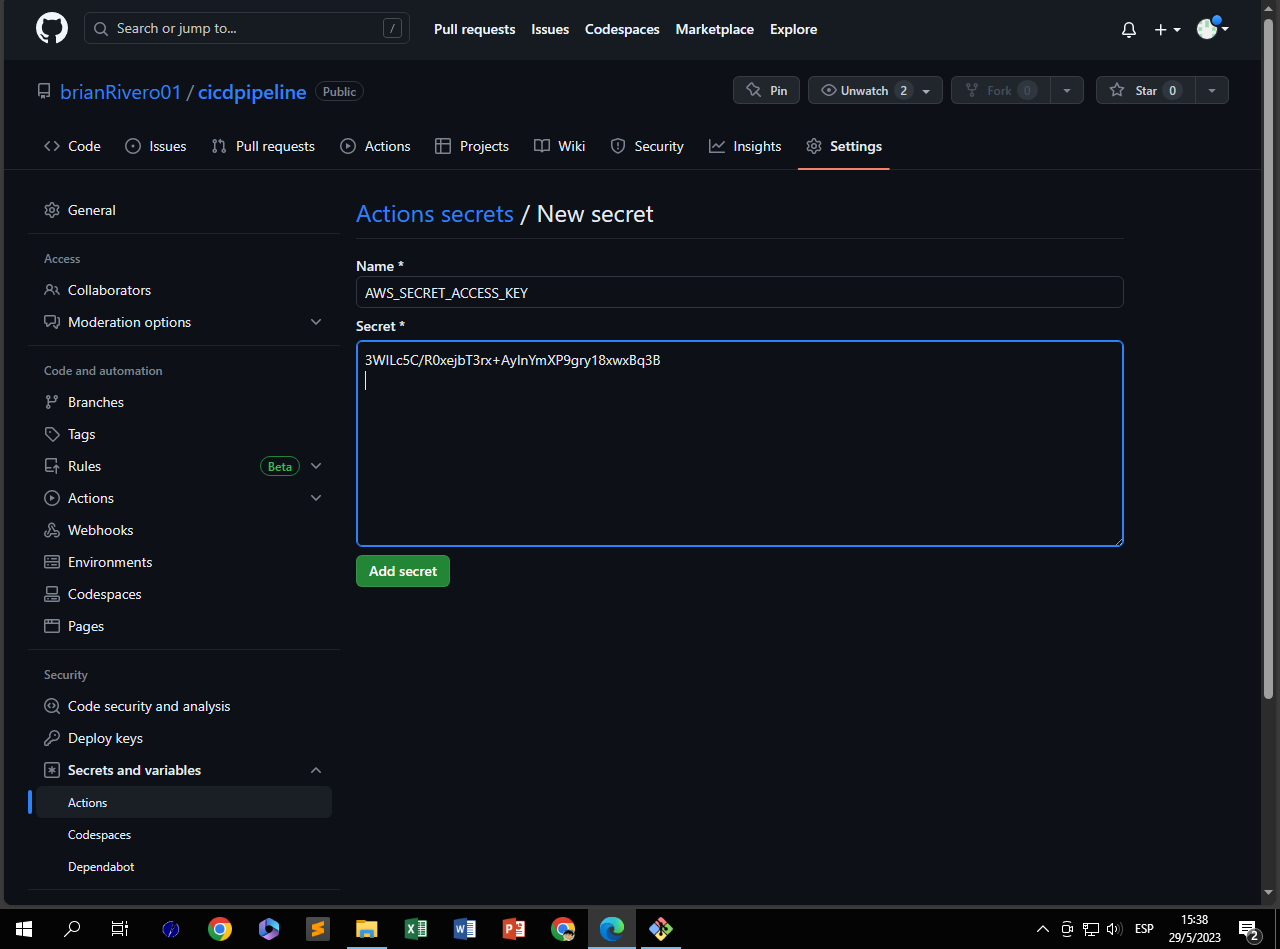 Search or jump to... /
Pull requests Issues Codespaces Marketplace Explore
brianRivero01 / cicdpipeline Public
Pin Unwatch 2 Fork 0 Star 0
Code Issues Pull requests Actions Projects Wiki Security Insights Settings
General
Access
Collaborators
Moderation options
Code and automation
Branches
Tags
Rules Beta
Actions
Webhooks
Environments
Codespaces
Pages
Security
Code security and analysis
Deploy keys
Secrets and variables
Actions
Codespaces
Dependabot
Actions secrets / New secret
Name *
AWS_SECRET_ACCESS_KEY
Secret *
Add secret
ESP
15:38
29/5/2023
2